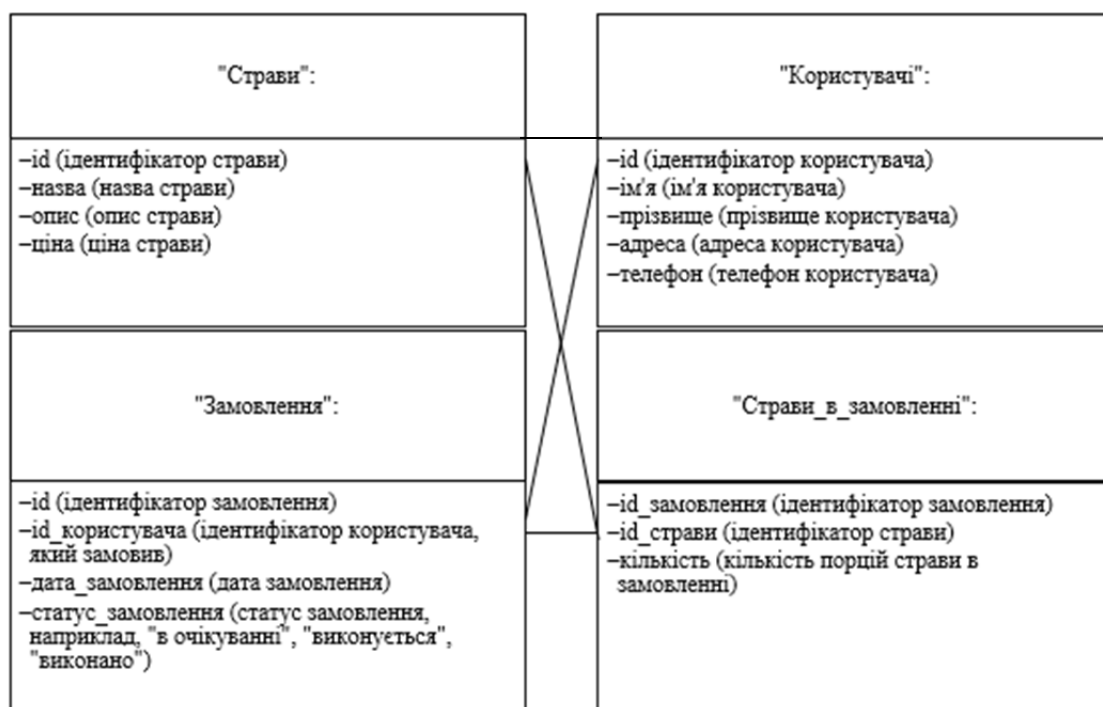 "Страви":
–id (ідентифікатор страви)
–назва (назва страви)
–опис (опис страви)
–ціна (ціна страви)
"Користувачі":
–id (ідентифікатор користувача)
–ім'я (ім'я користувача)
–прізвище (прізвище користувача)
–адреса (адреса користувача)
–телефон (телефон користувача)
"Замовлення":
–id (ідентифікатор замовлення)
–id_користувача (ідентифікатор користувача,
який замовив)
–дата_замовлення (дата замовлення)
–статус_замовлення (статус замовлення,
наприклад, "в очікуванні", "виконується",
"виконано")
"Страви_в_замовленні":
–id_замовлення (ідентифікатор замовлення)
–id_страви (ідентифікатор страви)
–кількість (кількість порцій страви в
замовленні)